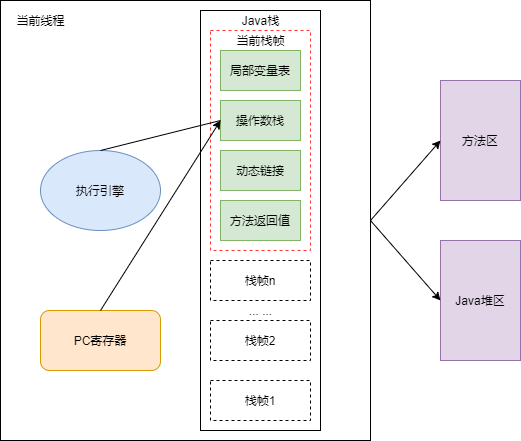 当前线程
Java栈
当前栈帧
局部变量表
操作数栈
动态链接
方法返回值
栈帧n
... ...
栈帧2
栈帧1
执行引擎
PC寄存器
方法区
Java堆区